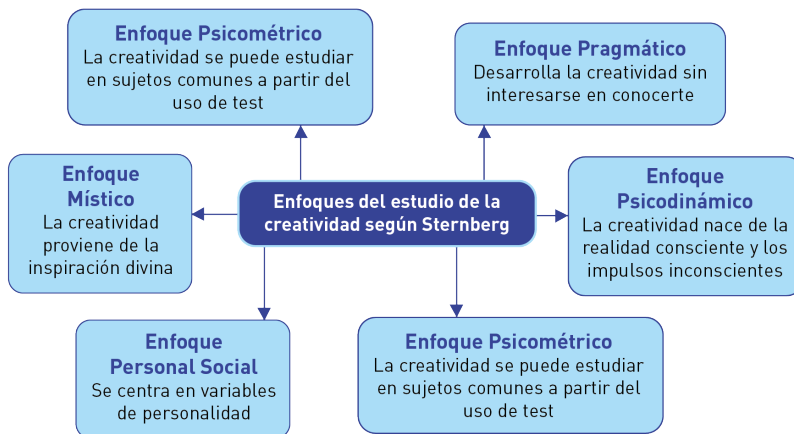 Enfoque Psicométrico
La creatividad se puede estudiar
en sujetos comunes a partir del
uso de test
Enfoque Pragmático
Desarrolla la creatividad sin
interesarse en conocerte
Enfoque
Místico
La creatividad
proviene de la
inspiración divina
Enfoques del estudio de la
creatividad según Sternberg
Enfoque
Psicodinámico
La creatividad nace de la
realidad consciente y los
impulsos inconscientes
Enfoque
Personal Social
Se centra en variables
de personalidad
Enfoque Psicométrico
La creatividad se puede estudiar
en sujetos comunes a partir del
uso de test